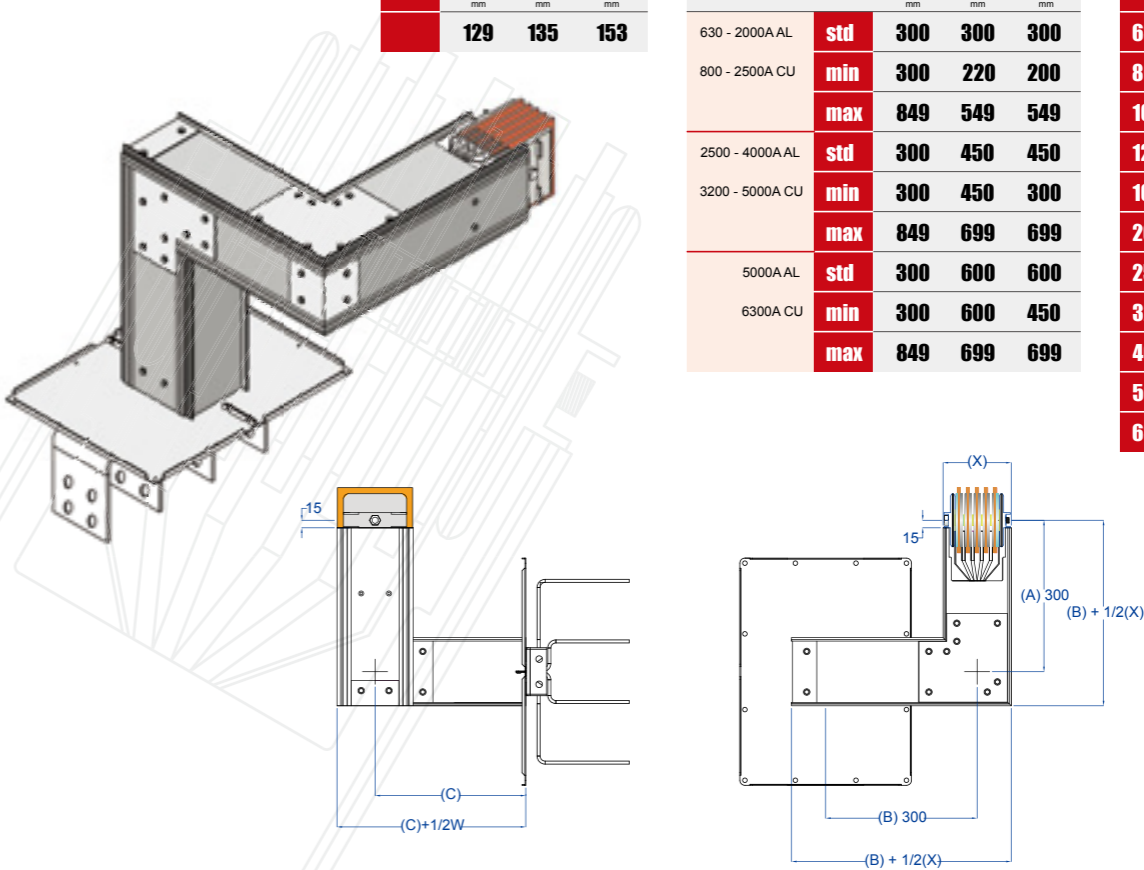 mm mm mm
129 135 153
mm mm mm
630 - 2000A AL std 300 300 300
800 - 2500A CU min 300 220 200
max 849 549 549
2500 - 4000A AL std 300 450 450
3200 - 5000A CU min 300 450 300
max 849 699 699
5000A AL std 300 600 600
6300A CU min 300 600 450
max 849 699 699
15
(C)
(C)+1/2W
(X)
15
(A) 300
(B) + 1/2(X)
(B) 300
(B) + 1/2(X)